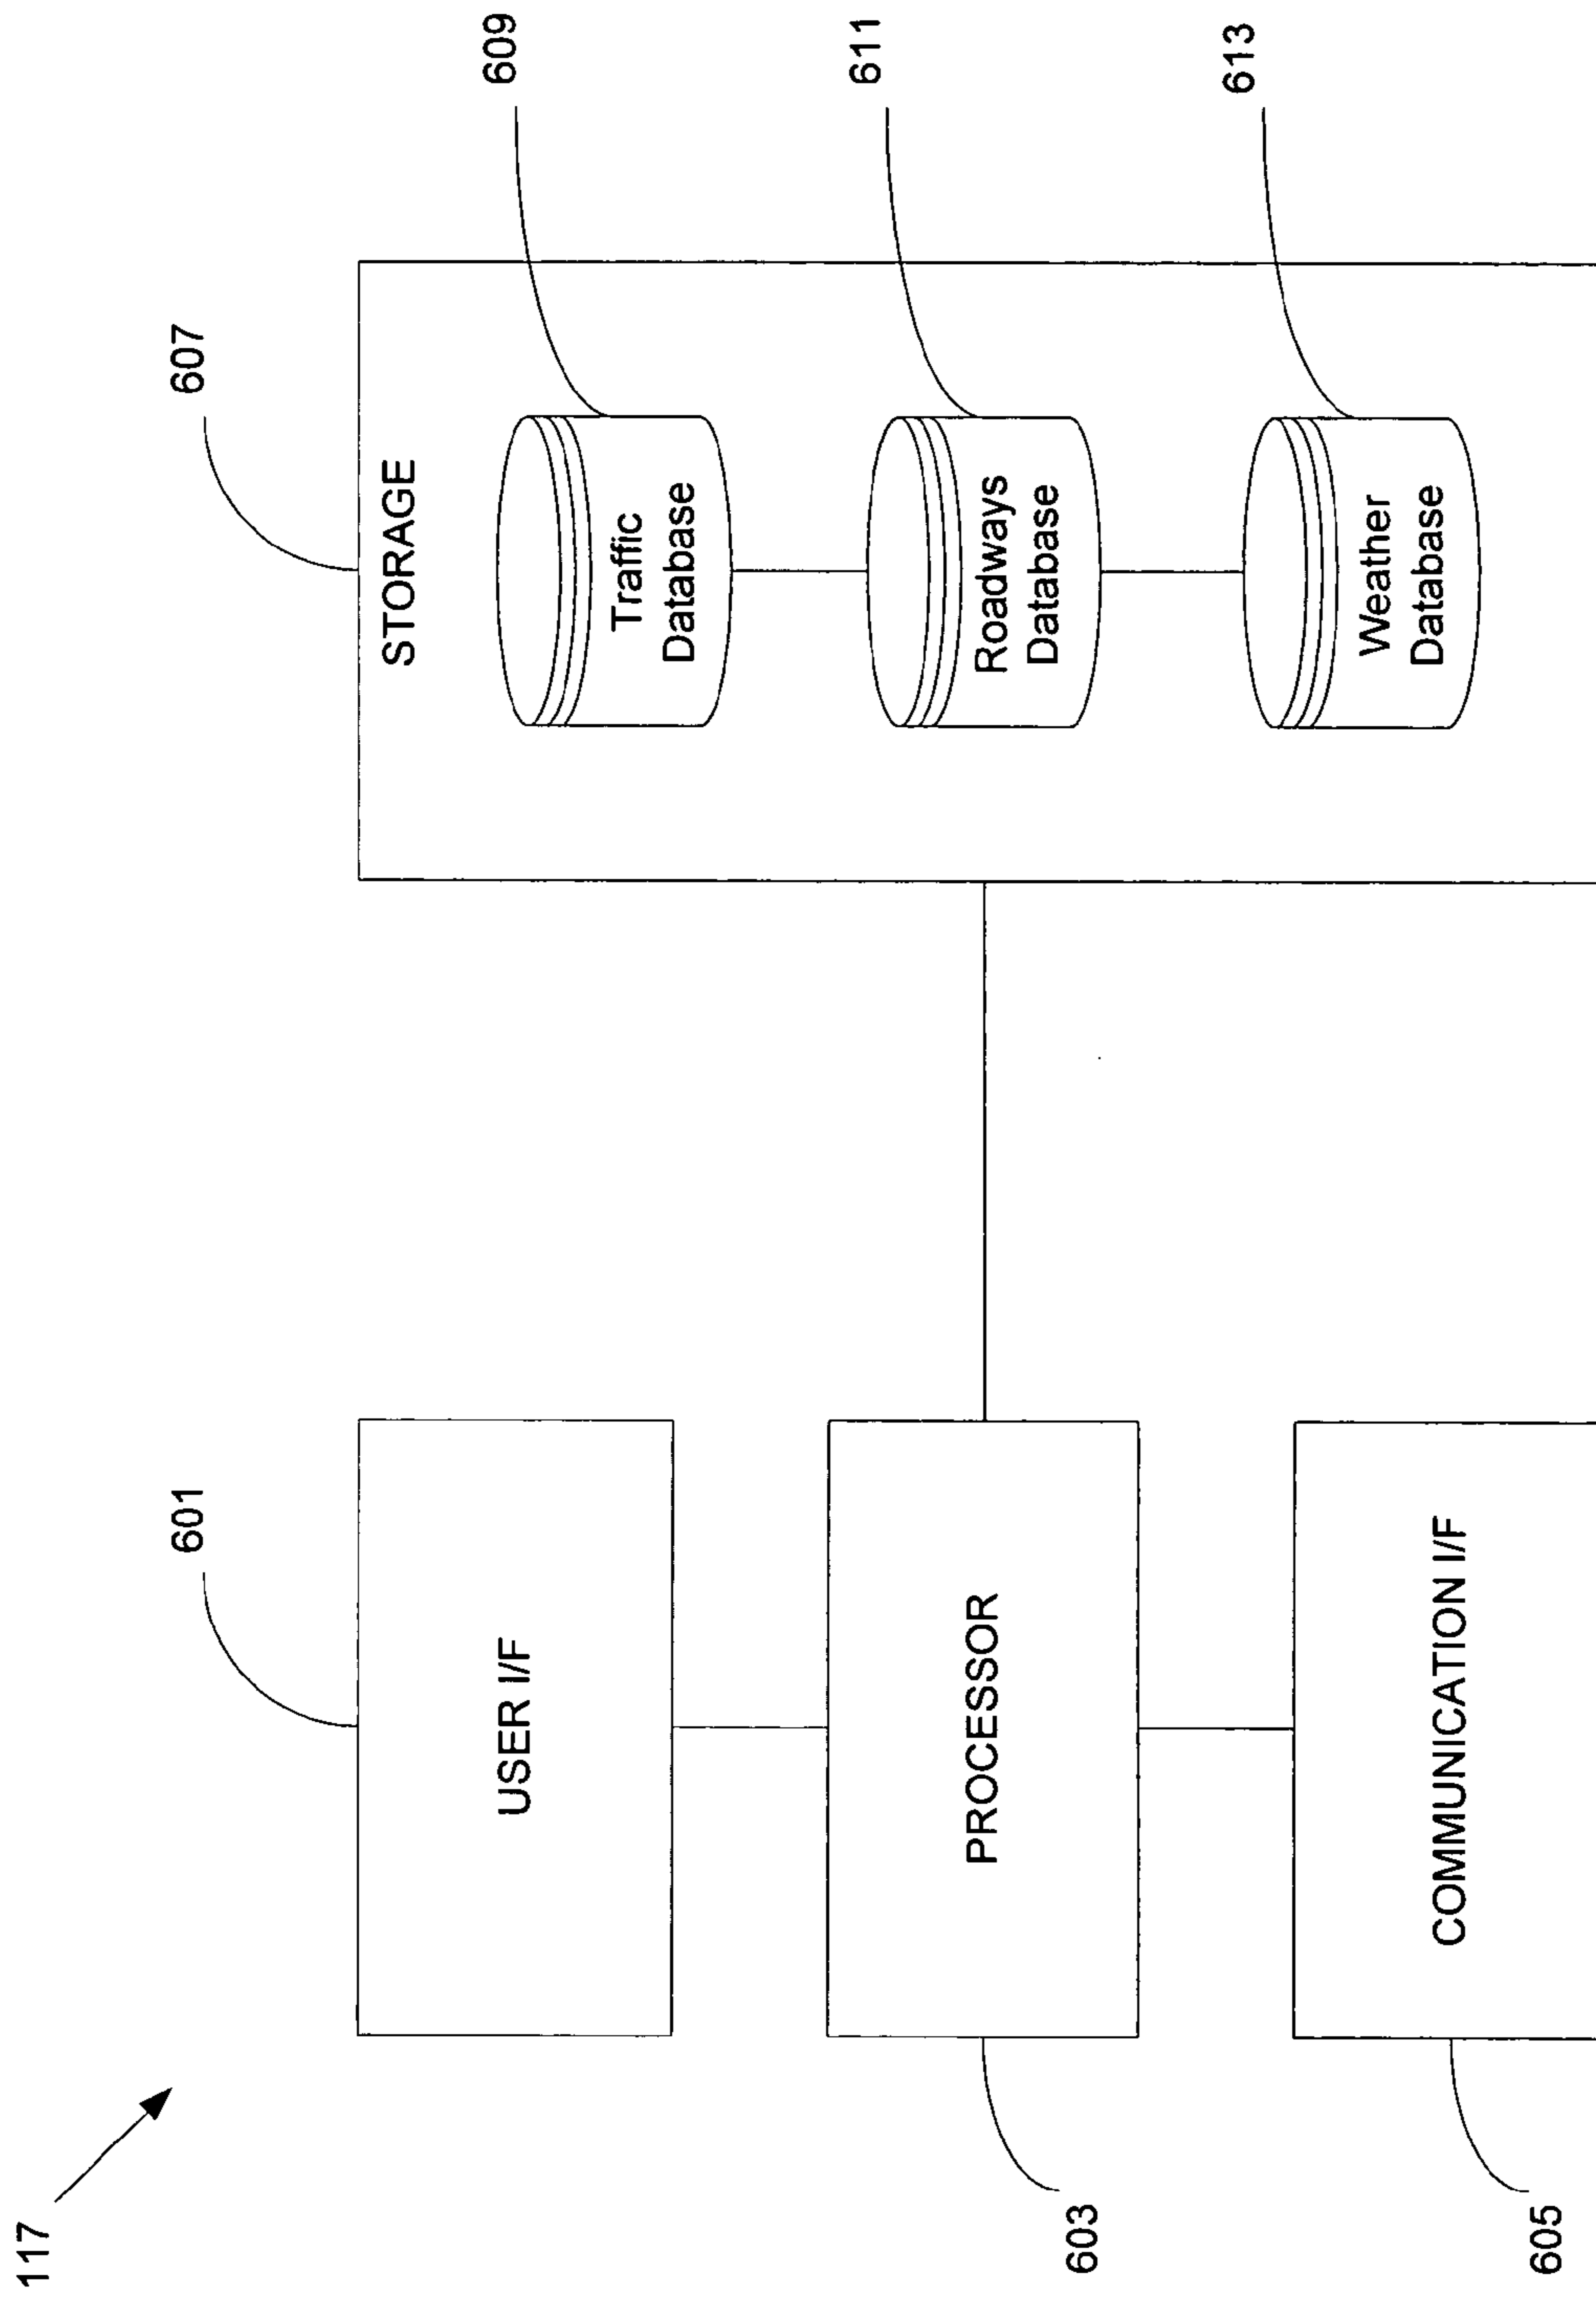 117
601
607
USER I/F
STORAGE
609
Traffic
Database
PROCESSOR
603
611
Roadways
Database
COMMUNICATION I/F
605
613
Weather
Database